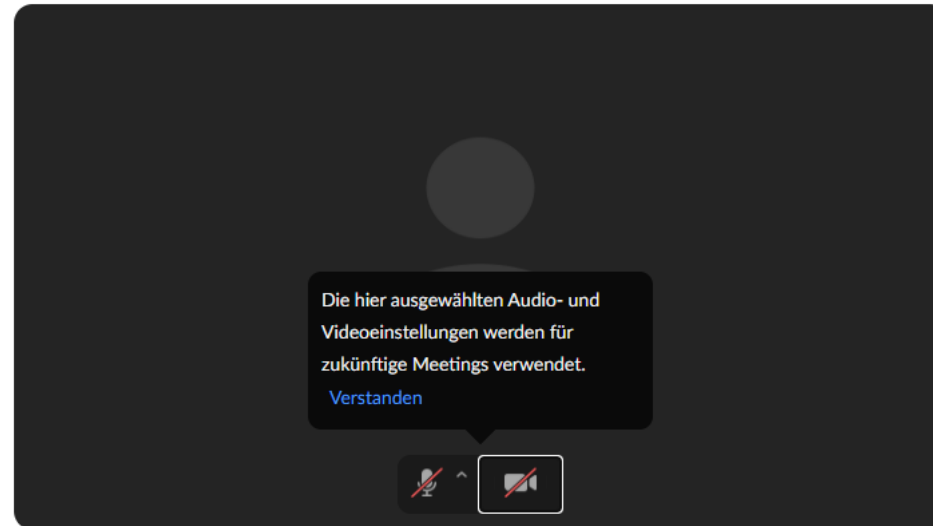 Die hier ausgewählten Audio- und
Videoeinstellungen werden für
zukünftige Meetings verwendet.
Verstanden